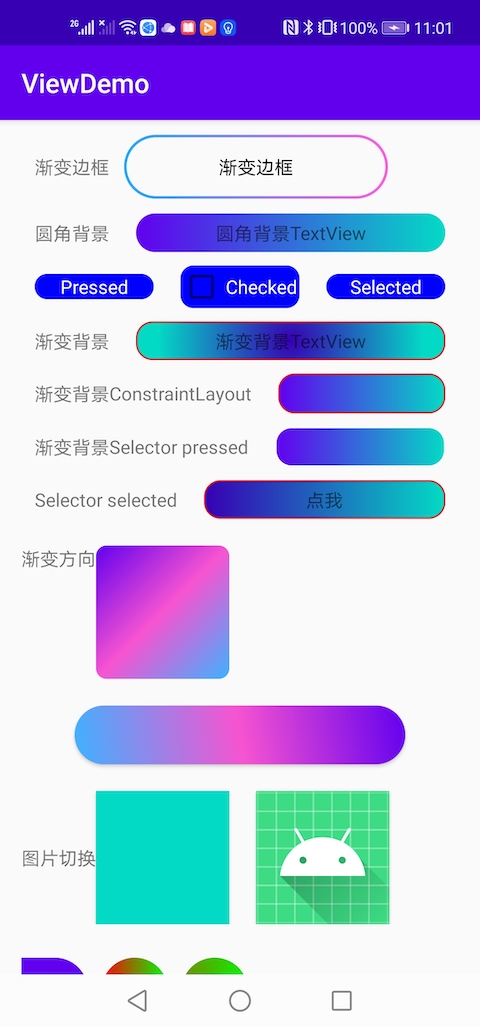 2G 100% 11:01
ViewDemo
渐变边框 渐变边框
圆角背景 圆角背景TextView
Pressed Checked Selected
渐变背景 渐变背景TextView
渐变背景ConstraintLayout
渐变背景Selector pressed
Selector selected 点我
渐变方向
图片切换